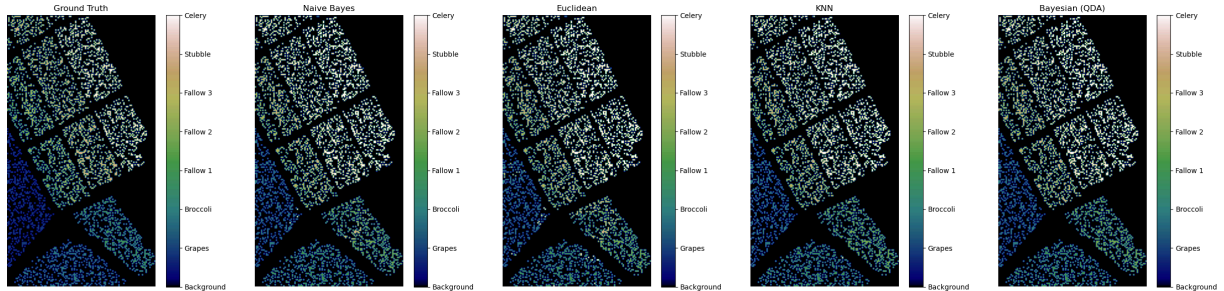 Ground Truth
Celery
Stubble
Fallow 3
Fallow 2
Fallow 1
Broccoli
Grapes
Background
Naive Bayes
Celery
Stubble
Fallow 3
Fallow 2
Fallow 1
Broccoli
Grapes
Background
Euclidean
Celery
Stubble
Fallow 3
Fallow 2
Fallow 1
Broccoli
Grapes
Background
KNN
Celery
Stubble
Fallow 3
Fallow 2
Fallow 1
Broccoli
Grapes
Background
Bayesian (QDA)
Celery
Stubble
Fallow 3
Fallow 2
Fallow 1
Broccoli
Grapes
Background